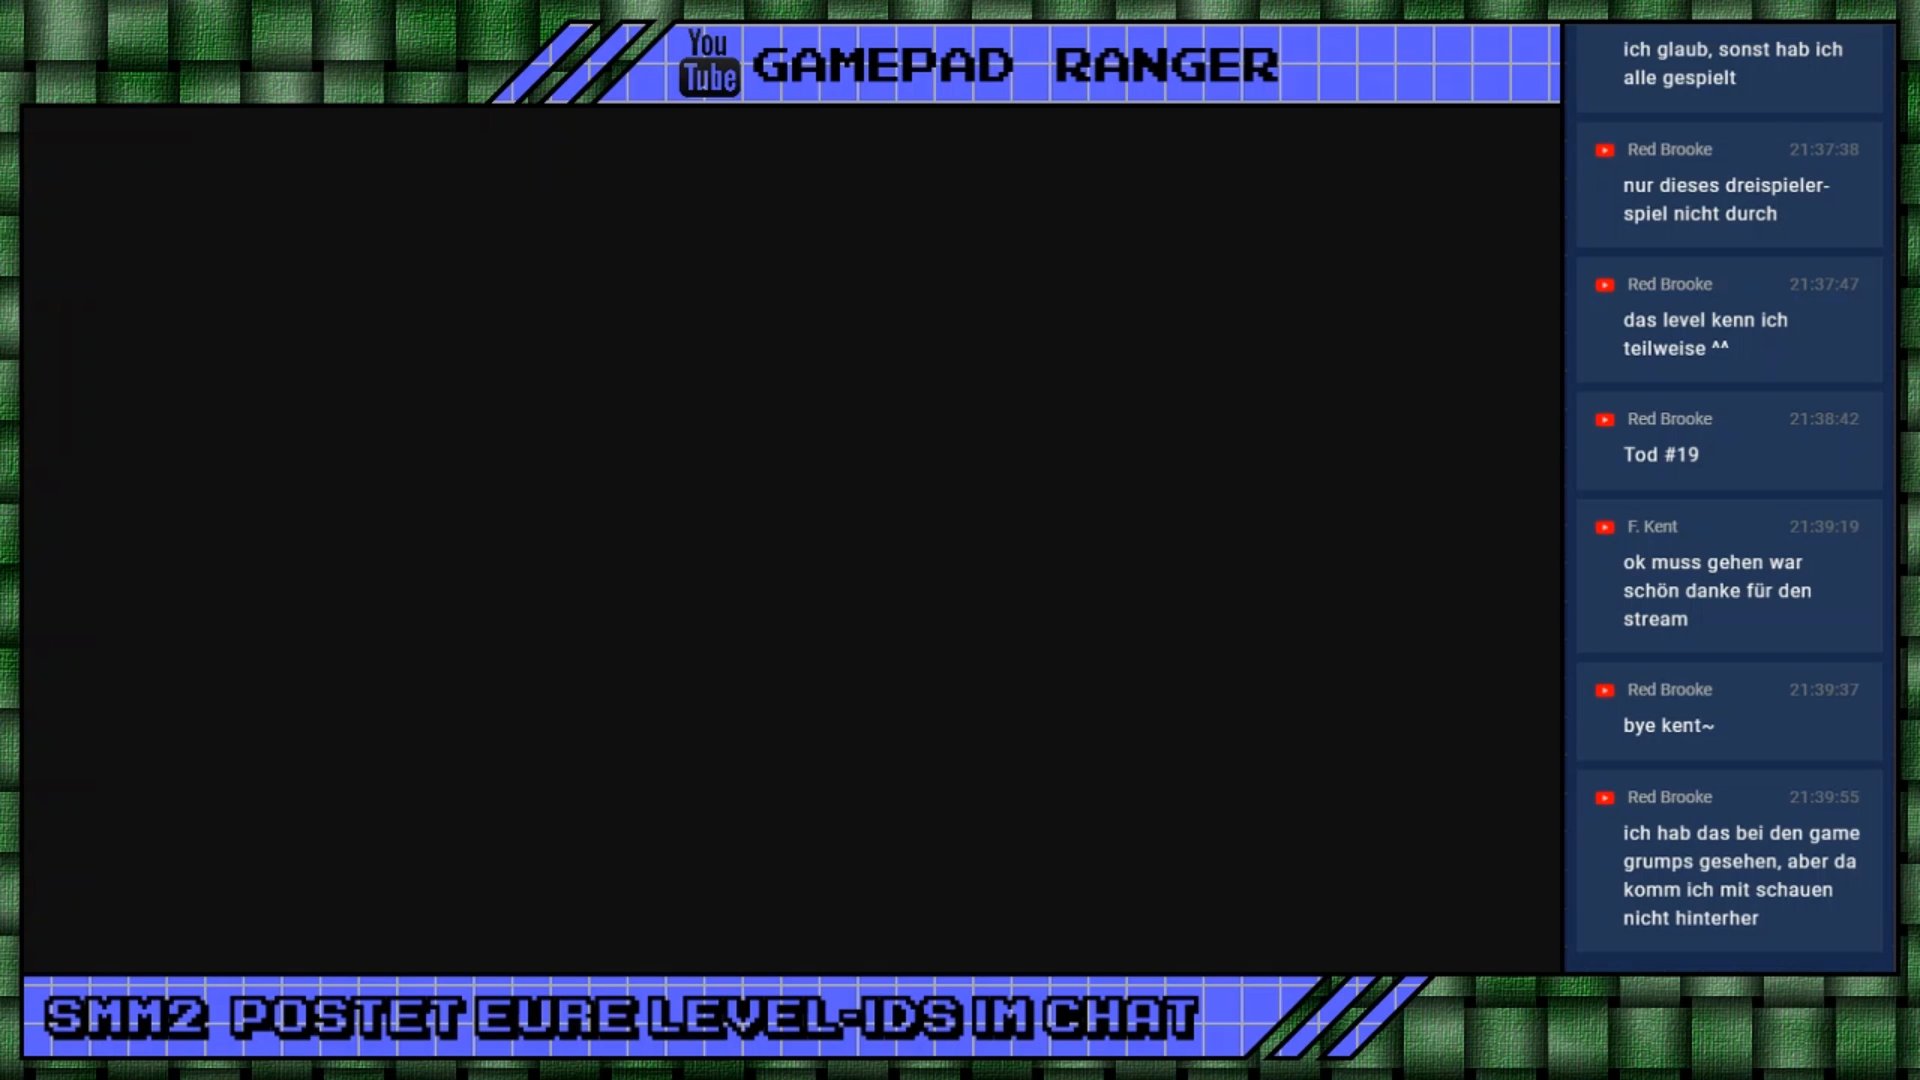 You
Tube
GAMEPAD RANGER
ich glaub, sonst hab ich
alle gespielt
Red Brooke 21:37:38
nur dieses dreispieler-
spiel nicht durch
Red Brooke 21:37:47
das level kenn ich
teilweise ^^
Red Brooke 21:38:42
Tod #19
F. Kent 21:39:19
ok muss gehen war
schön danke für den
stream
Red Brooke 21:39:37
bye kent~
Red Brooke 21:39:55
ich hab das bei den game
grumps gesehen, aber da
komm ich mit schauen
nicht hinterher
SMM2 POSTET EURE LEVEL-IDS IM CHAT